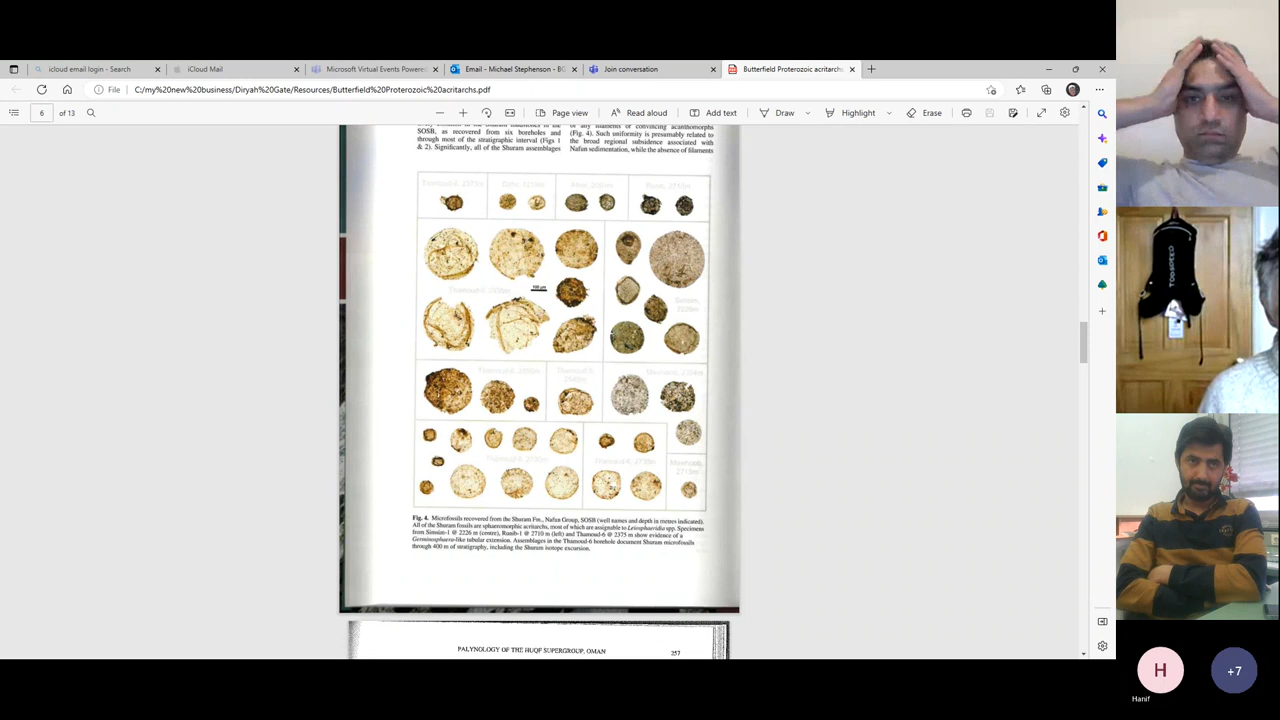 icloud email login - Search
iCloud Mail
Microsoft Virtual Events Powere
Email – Michael Stephenson – BG
Join conversation
Butterfield Proterozoic acritarchs
File
C:/my%20new%20business/Diryah%20Gate/Resources/Butterfield%20Proterozoic%20acritarchs.pdf
6 of 13
Page view
Read aloud
Add text
Draw
Highlight
Erase
SOSB, as recovered from six boreholes and
through most of the stratigraphic interval (Figs 1
& 2). Significantly, all of the Shuram assemblages
of any filaments or convincing acanthomorphs
(Fig. 4). Such uniformity is presumably related to
the broad regional subsidence associated with
Nafun sedimentation, while the absence of filaments
100 µm
Fig. 4. Microfossils recovered from the Shuram Fm., Nafun Group, SOSB (well names and depth in metres indicated).
All of the Shuram fossils are sphaeromorphic acritarchs, most of which are assignable to Leiosphaeridia spp. Specimens
from Simsim-1 @ 2226 m (centre), Runib-1 @ 2710 m (left) and Thamoud-6 @ 2375 m show evidence of a
Germinosphaera-like tubular extension. Assemblages in the Thamoud-6 borehole document Shuram microfossils
through 400 m of stratigraphy, including the Shuram isotope excursion.
PALYNOLOGY OF THE HUQF SUPERGROUP, OMAN
257
TOPSPEED
H
Hanif
+7